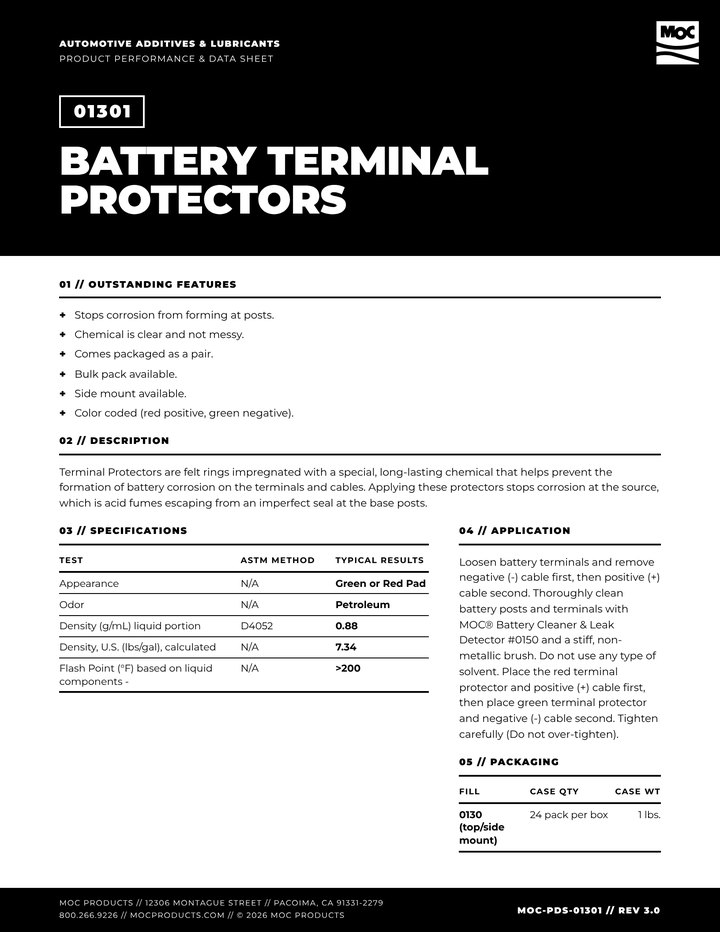 AUTOMOTIVE ADDITIVES & LUBRICANTS
PRODUCT PERFORMANCE & DATA SHEET
MOC
01301
BATTERY TERMINAL
PROTECTORS
01 // OUTSTANDING FEATURES
+ Stops corrosion from forming at posts.
+ Chemical is clear and not messy.
+ Comes packaged as a pair.
+ Bulk pack available.
+ Side mount available.
+ Color coded (red positive, green negative).
02 // DESCRIPTION
Terminal Protectors are felt rings impregnated with a special, long-lasting chemical that helps prevent the
formation of battery corrosion on the terminals and cables. Applying these protectors stops corrosion at the source,
which is acid fumes escaping from an imperfect seal at the base posts.
03 // SPECIFICATIONS
TEST ASTM METHOD TYPICAL RESULTS
Appearance N/A Green or Red Pad
Odor N/A Petroleum
Density (g/mL) liquid portion D4052 0.88
Density, U.S. (lbs/gal), calculated N/A 7.34
Flash Point (°F) based on liquid N/A >200
components -
04 // APPLICATION
Loosen battery terminals and remove
negative (-) cable first, then positive (+)
cable second. Thoroughly clean
battery posts and terminals with
MOC® Battery Cleaner & Leak
Detector #0150 and a stiff, non-
metallic brush. Do not use any type of
solvent. Place the red terminal
protector and positive (+) cable first,
then place green terminal protector
and negative (-) cable second. Tighten
carefully (Do not over-tighten).
05 // PACKAGING
FILL CASE QTY CASE WT
0130 24 pack per box 1 lbs.
(top/side
mount)
MOC PRODUCTS // 12306 MONTAGUE STREET // PACOIMA, CA 91331-2279
800.266.9226 // MOCPRODUCTS.COM // © 2026 MOC PRODUCTS
MOC-PDS-01301 // REV 3.0